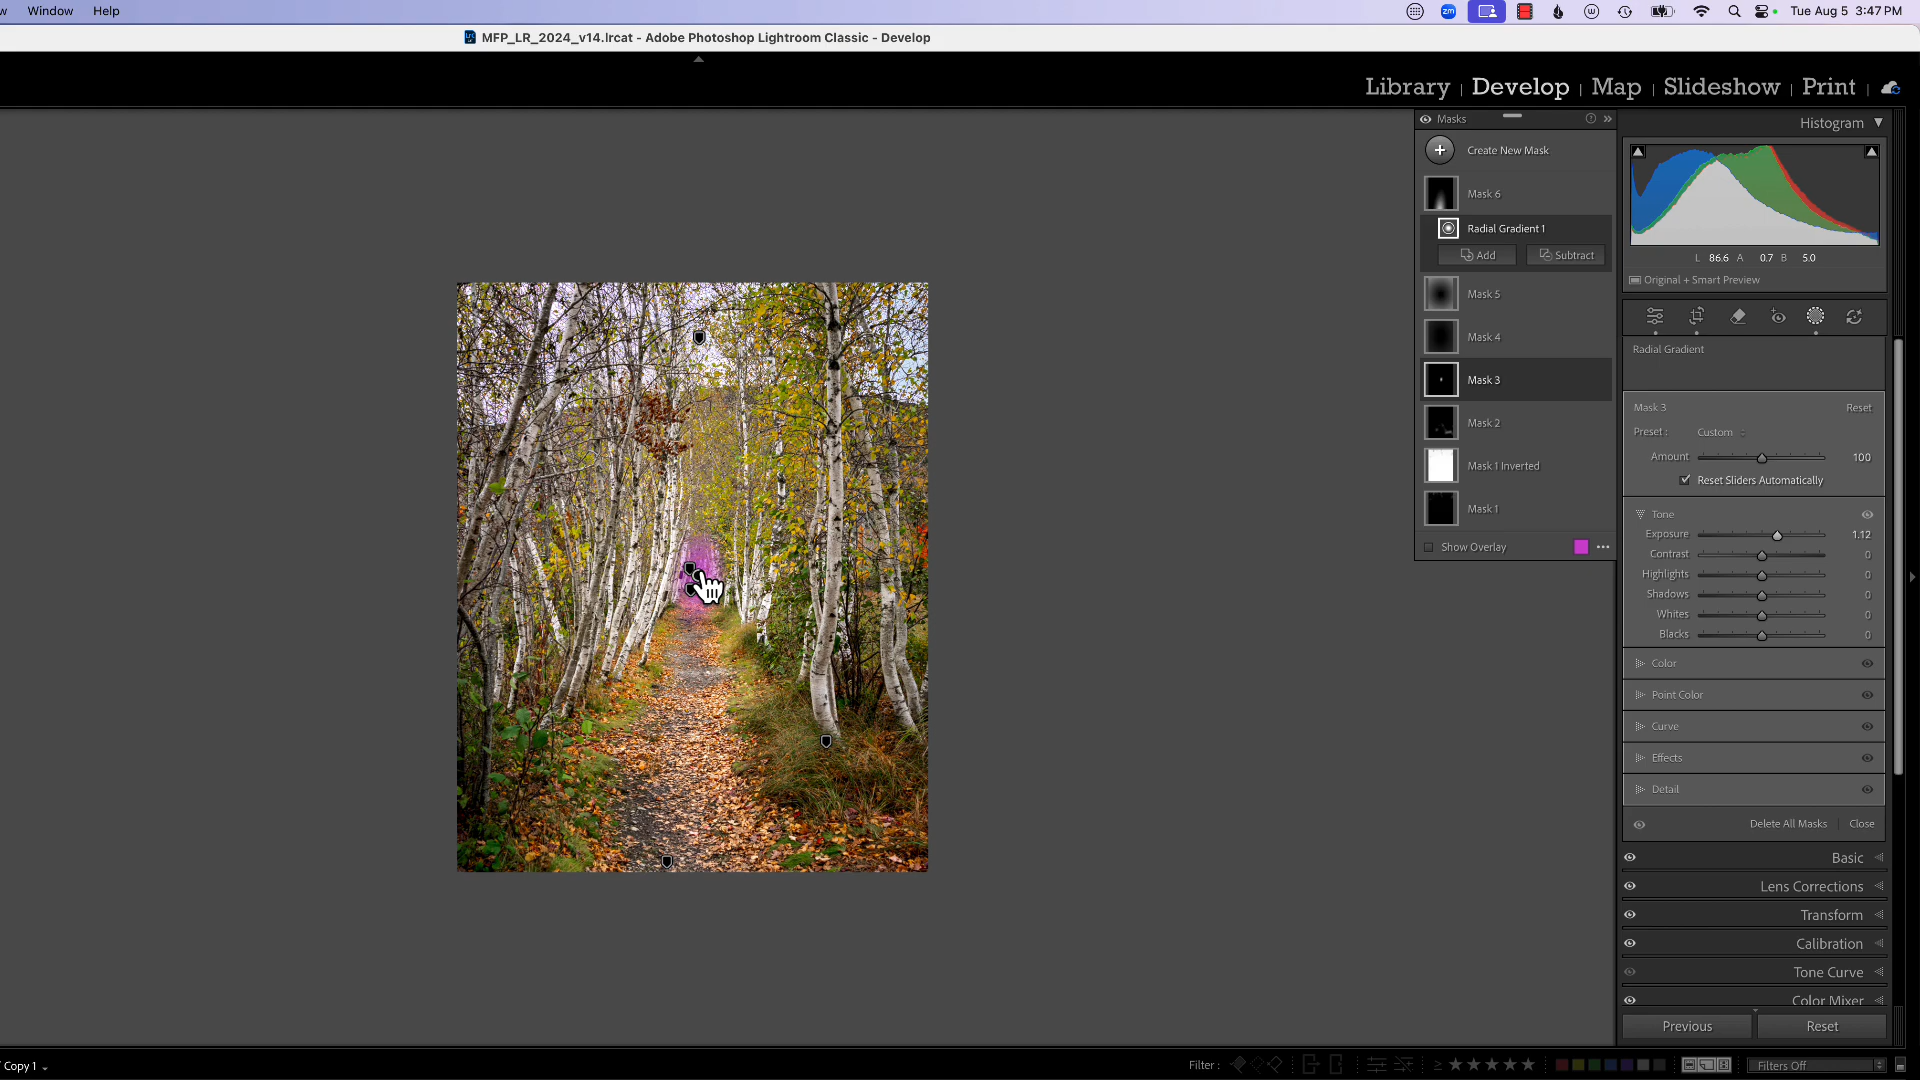 Window Help
zm
Tue Aug 5 3:47 PM
MFP_LR_2024_v14.lrcat - Adobe Photoshop Lightroom Classic - Develop
Library | Develop | Map | Slideshow | Print |
Masks
Histogram
Create New Mask
Mask 6
Radial Gradient 1
Add Subtract
L 86.6 A 0.7 B 5.0
Original + Smart Preview
Mask 5
Mask 4
Mask 3
Mask 2
Mask 1 Inverted
Mask 1
Show Overlay
Radial Gradient
Mask 3 Reset
Preset : Custom
Amount 100
Reset Sliders Automatically
Tone
Exposure 1.12
Contrast 0
Highlights 0
Shadows 0
Whites 0
Blacks 0
Color
Point Color
Curve
Effects
Detail
Delete All Masks Close
Basic
Lens Corrections
Transform
Calibration
Tone Curve
Color Mixer
Previous Reset
Copy 1
Filter : ≥ Filters Off